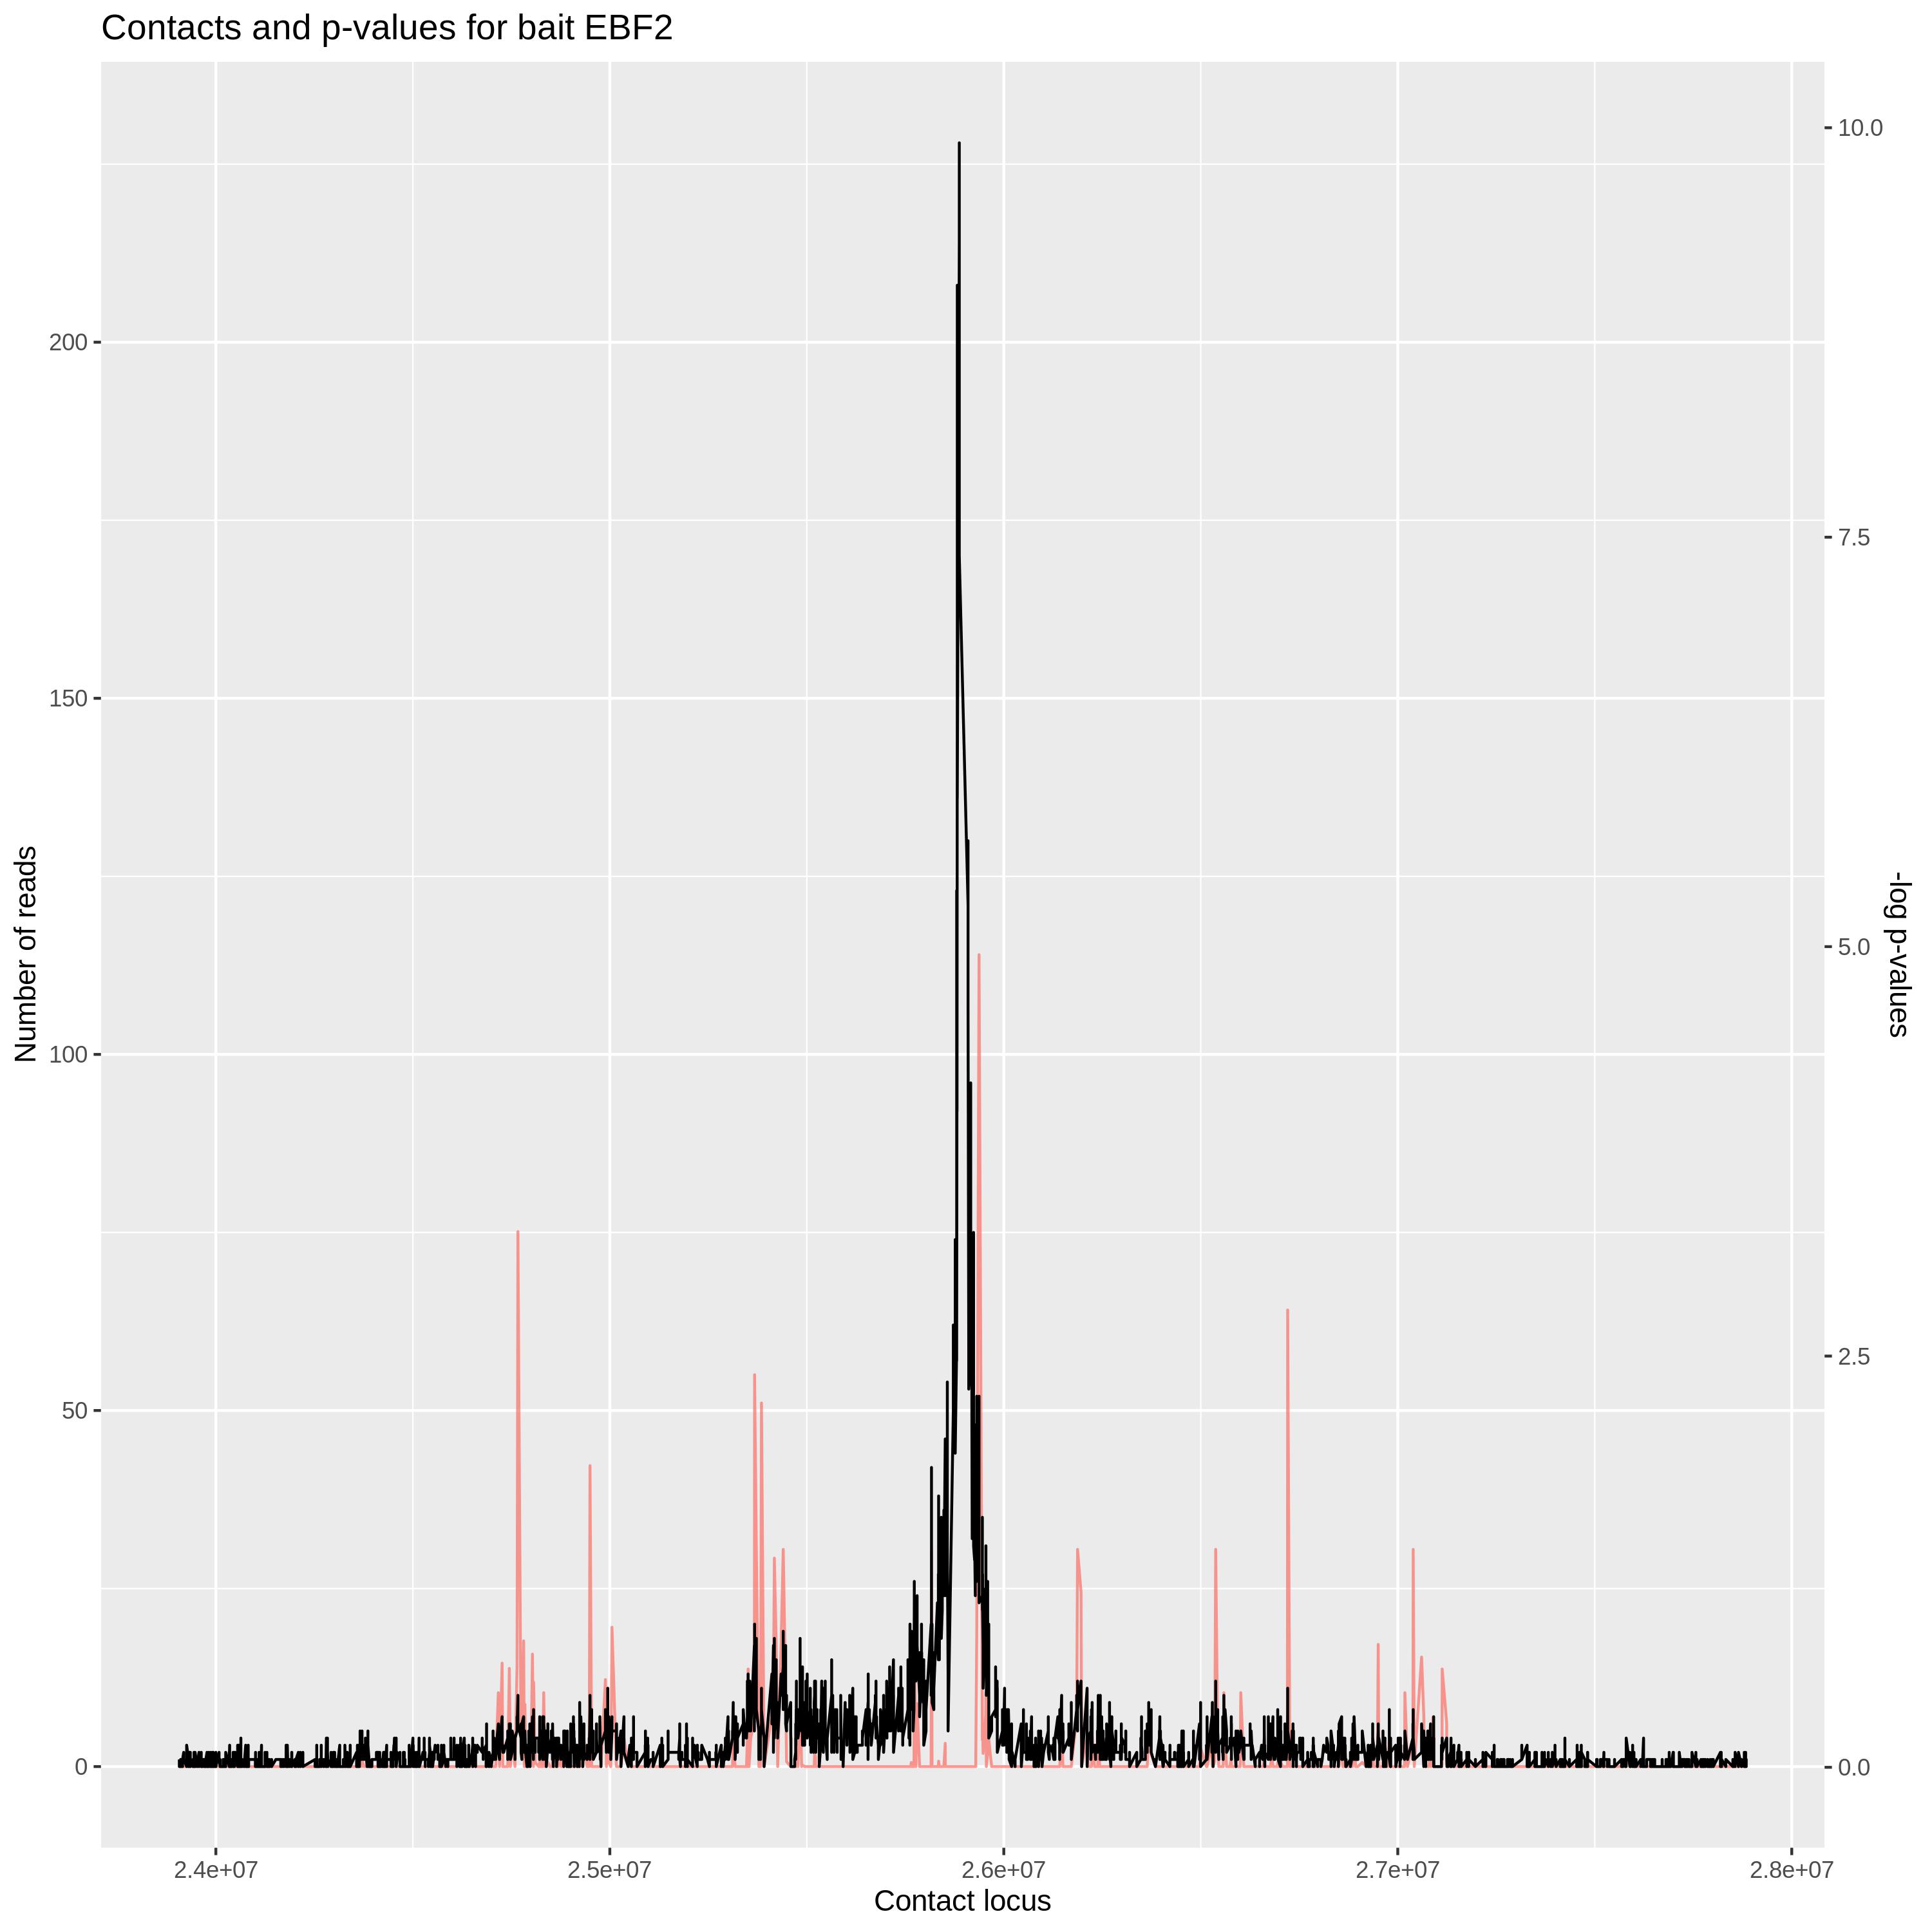 Contacts and p-values for bait EBF2
Number of reads
200
150
100
50
0
10.0
7.5
5.0
2.5
0.0
-log p-values
2.4e+07
2.5e+07
2.6e+07
2.7e+07
2.8e+07
Contact locus